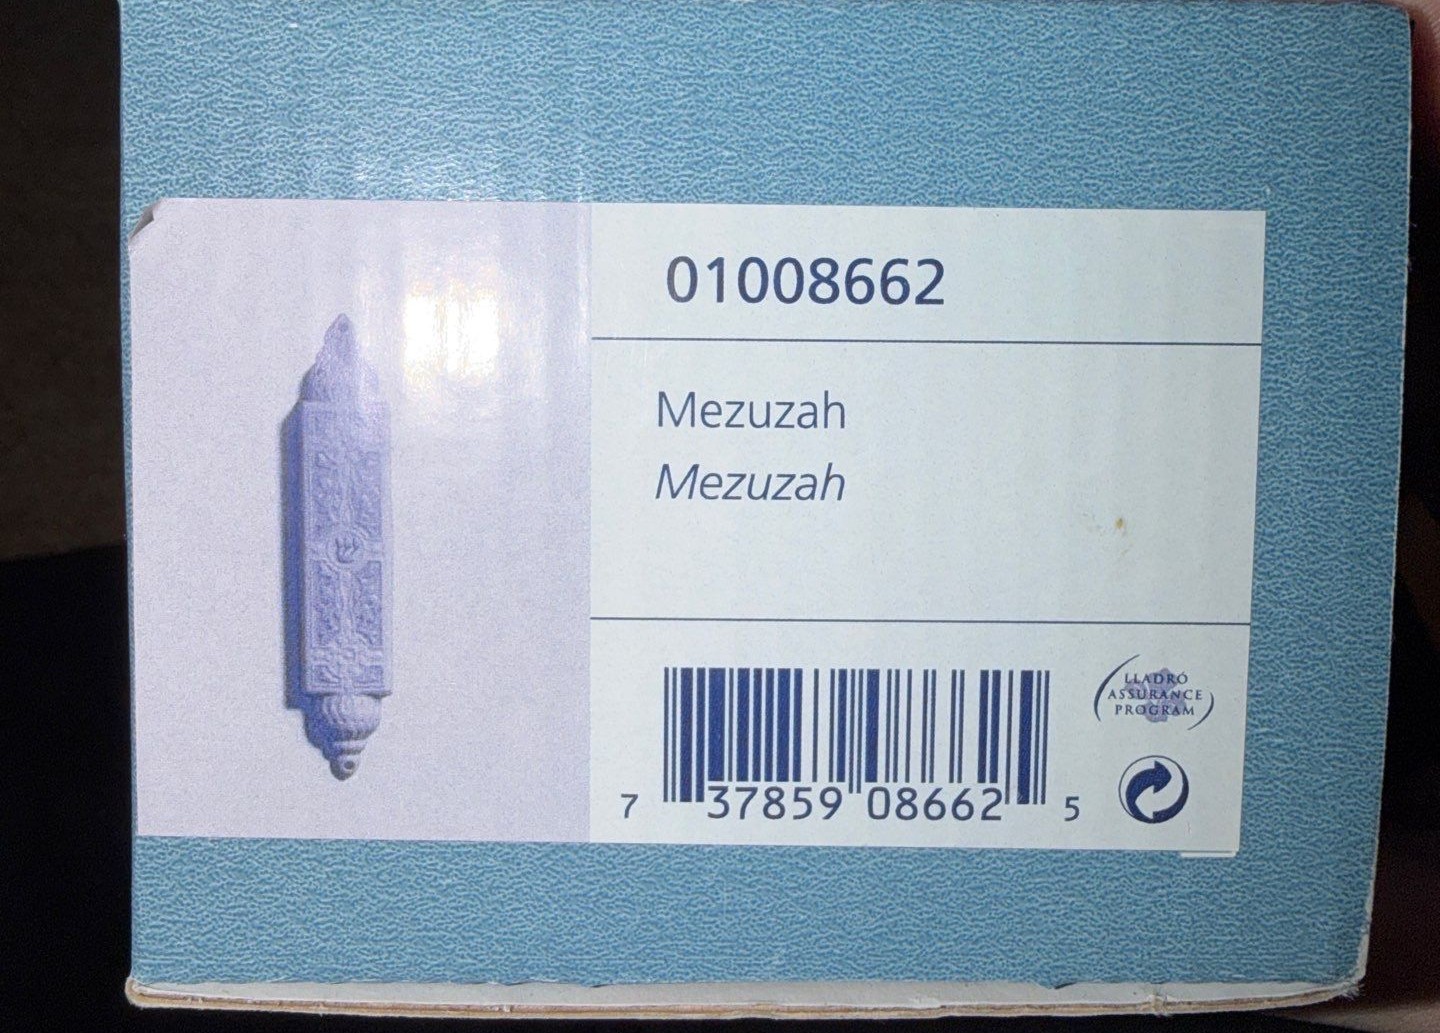 01008662
Mezuzah
Mezuzah
7 37859 08662 5
LLADRÓ
ASSURANCE
PROGRAM
ש